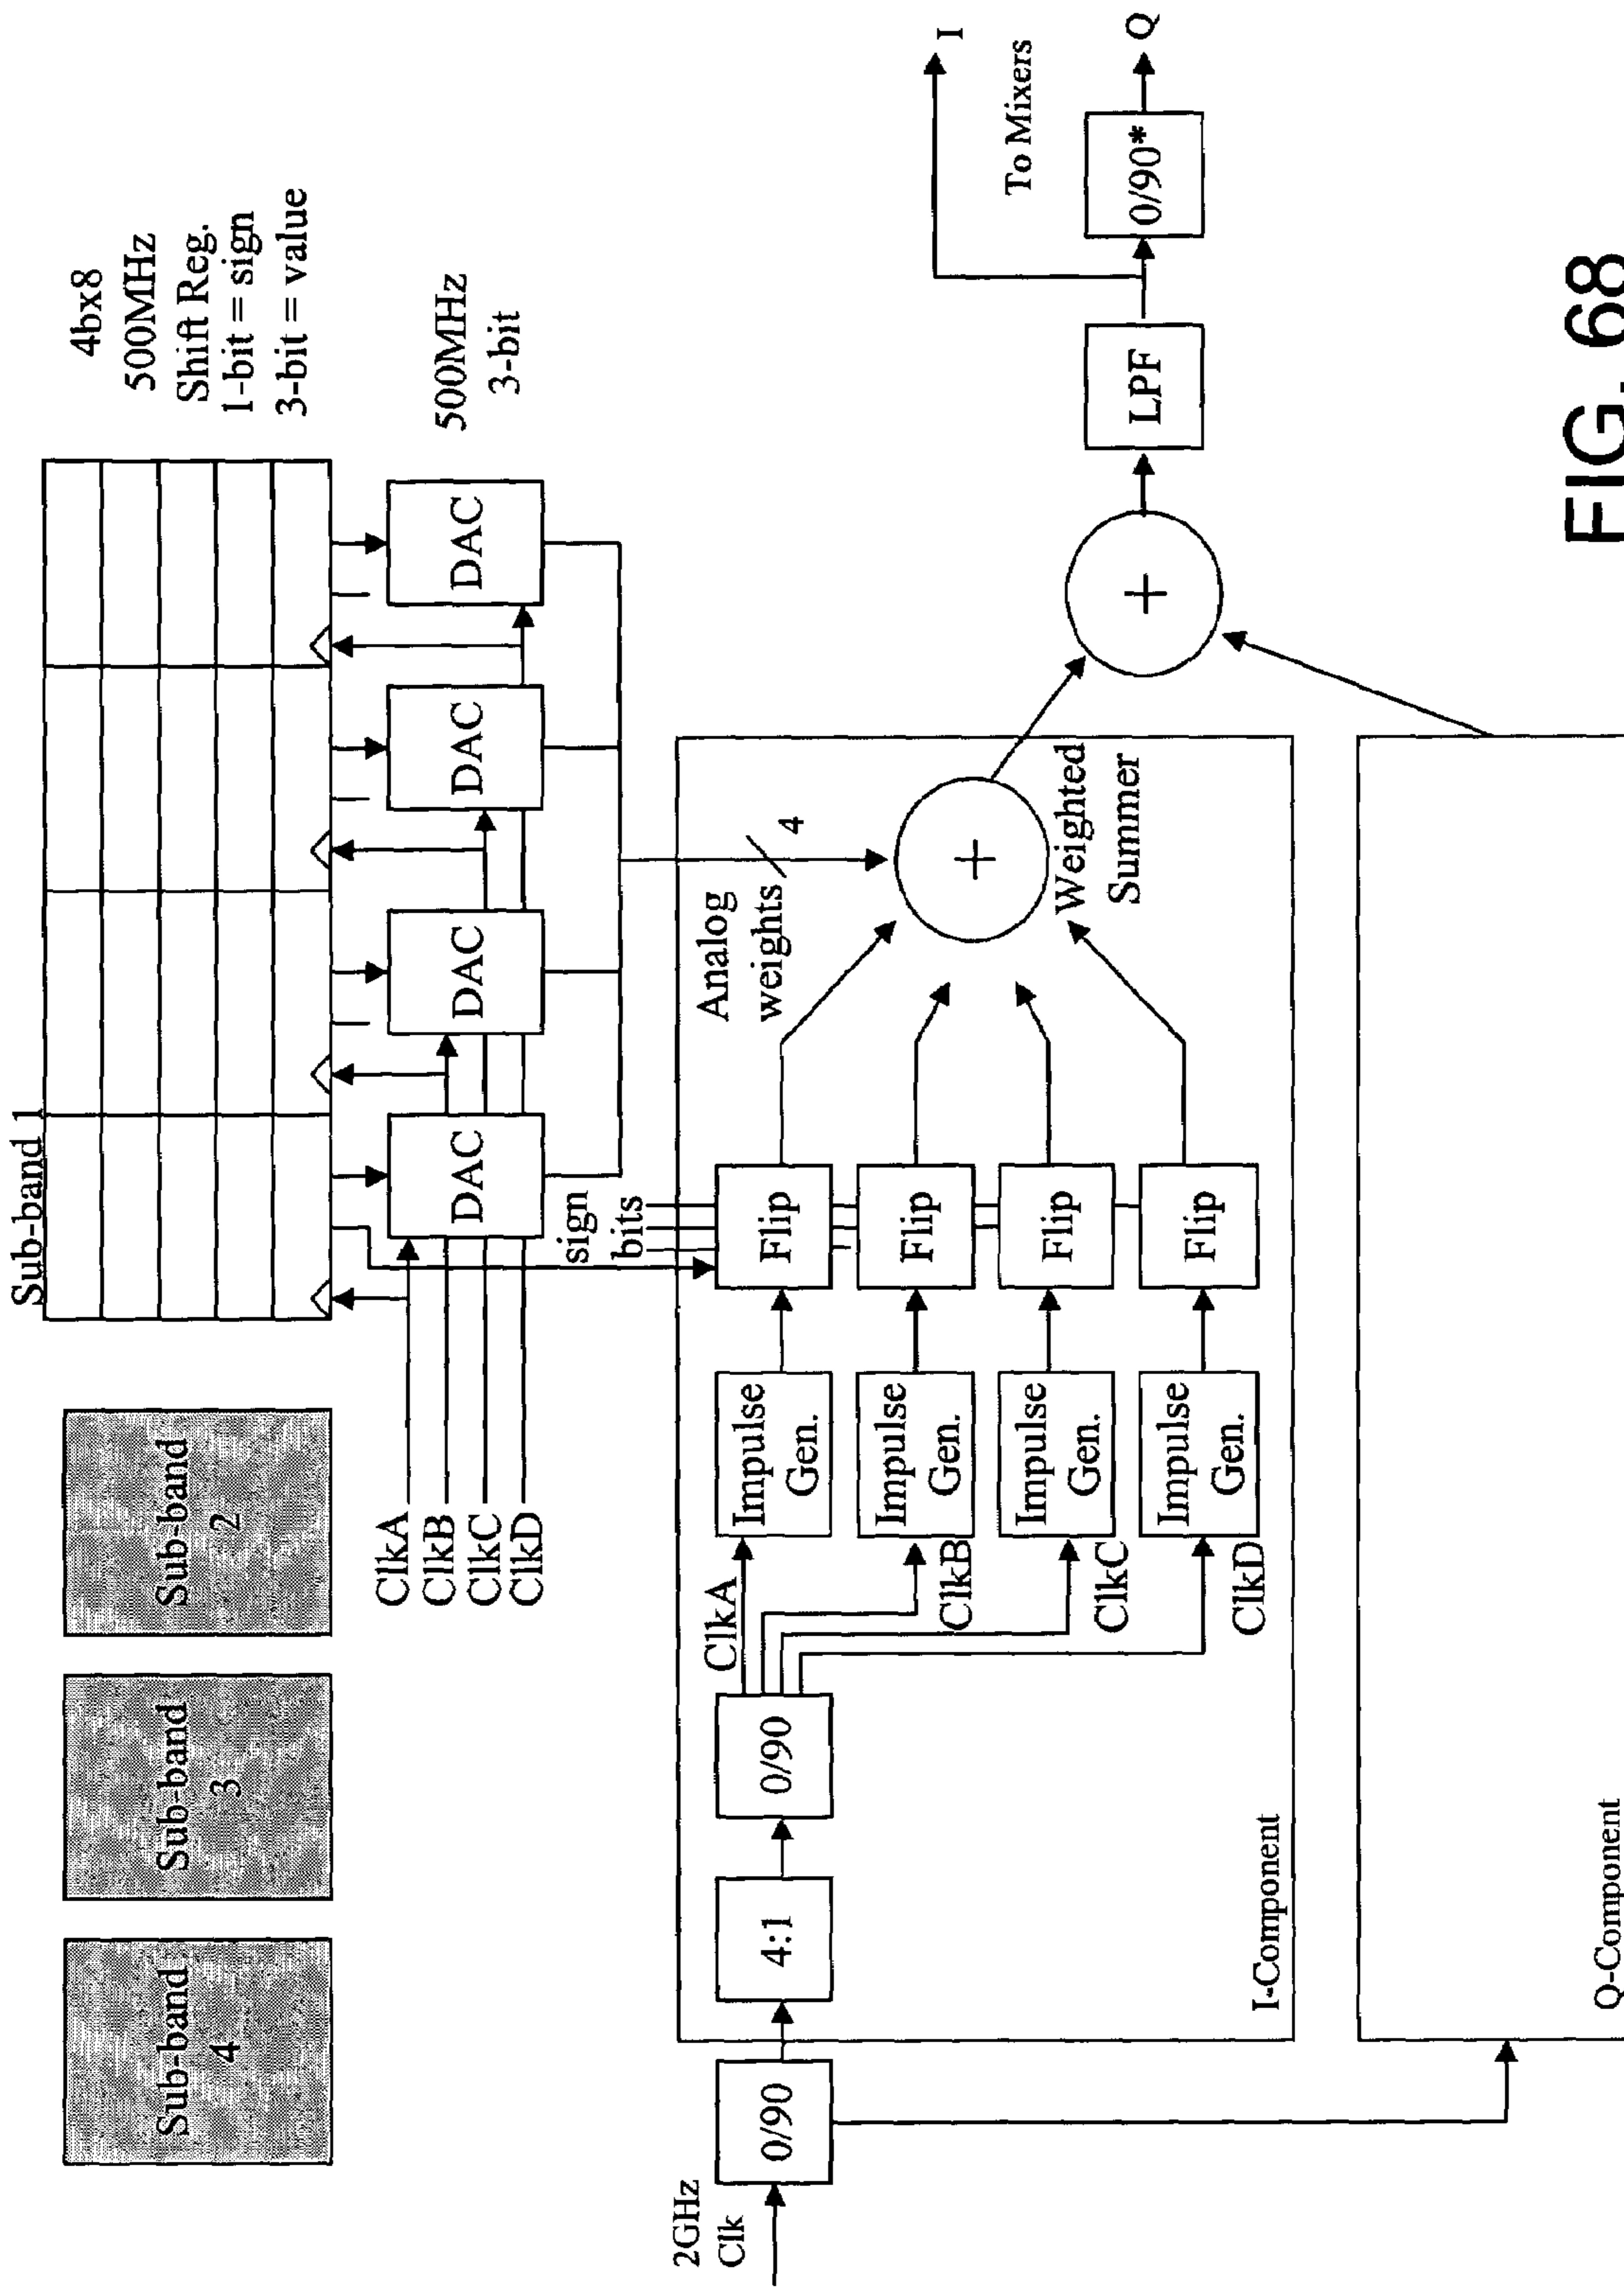 Sub-band
4
Sub-band
3
Sub-band
2
Sub-band 1
4bx8
500MHz
Shift Reg.
1-bit = sign
3-bit = value
ClkA
ClkB
ClkC
ClkD
DAC
DAC
DAC
DAC
500MHz
3-bit
2GHz
Clk
0/90
4:1
0/90
ClkA
ClkB
ClkC
ClkD
Impulse
Gen.
Impulse
Gen.
Impulse
Gen.
Impulse
Gen.
sign
bits
Flip
Flip
Flip
Flip
Analog
weights
4
+
Weighted
Summer
I-Component
Q-Component
+
LPF
0/90*
I
To Mixers
Q
FIG. 68